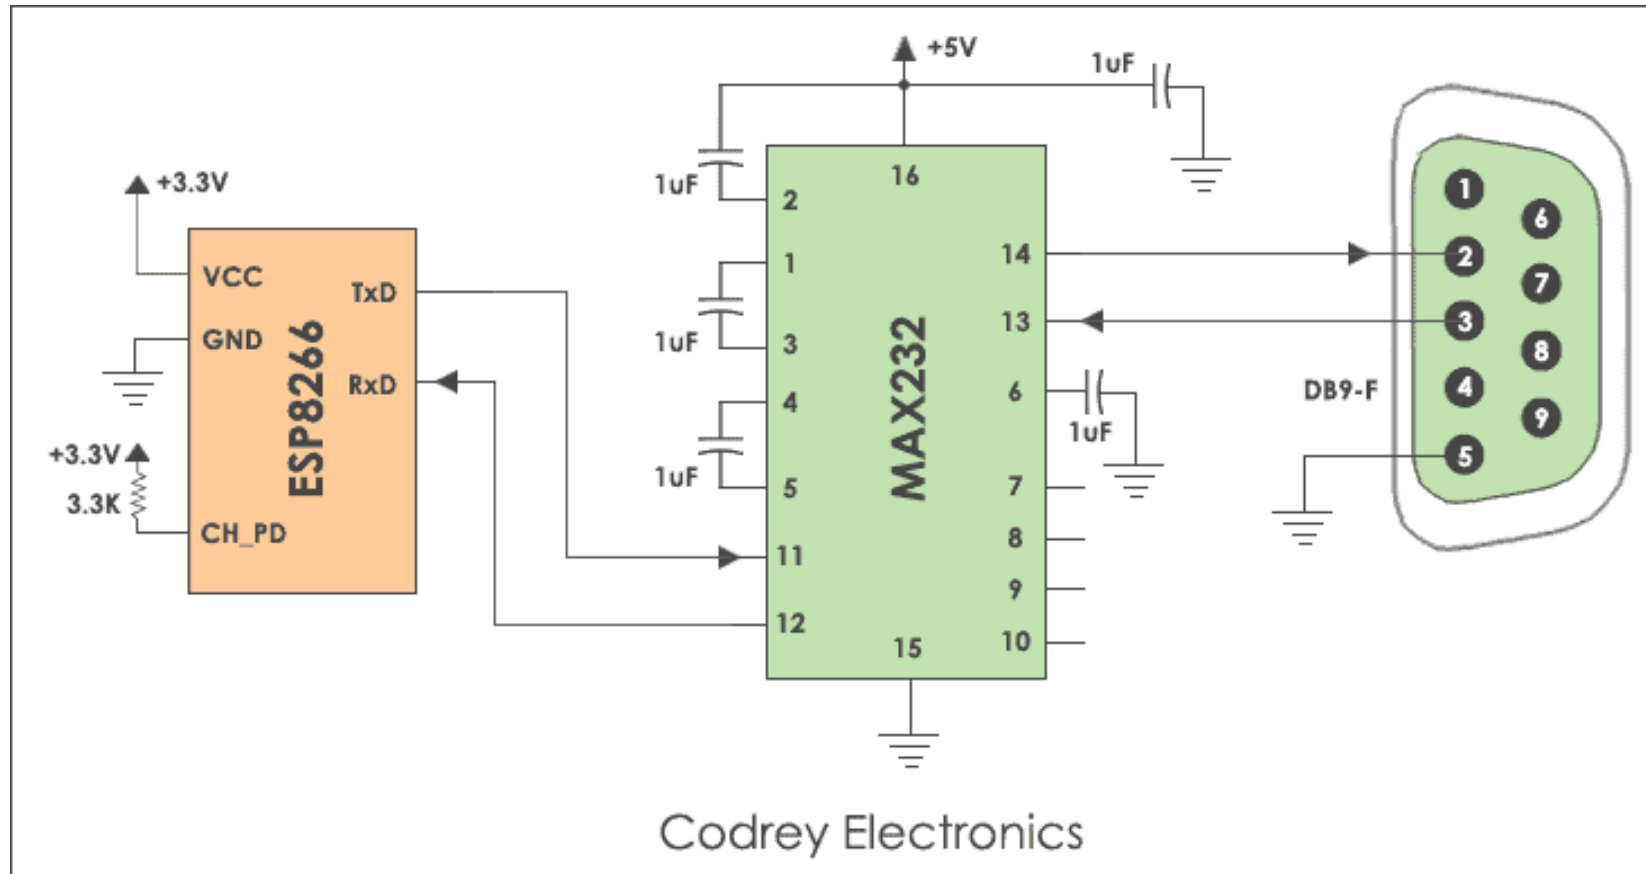 +5V
1uF
+3.3V
1uF
16
2
1
6
VCC
TxD
1
14
2
7
GND
1uF
3
13
3
8
RxD
ESP8266
MAX232
4
6
DB9-F
4
9
1uF
+3.3V
1uF
5
7
5
3.3K
CH_PD
8
11
9
12
15
10
Codrey Electronics